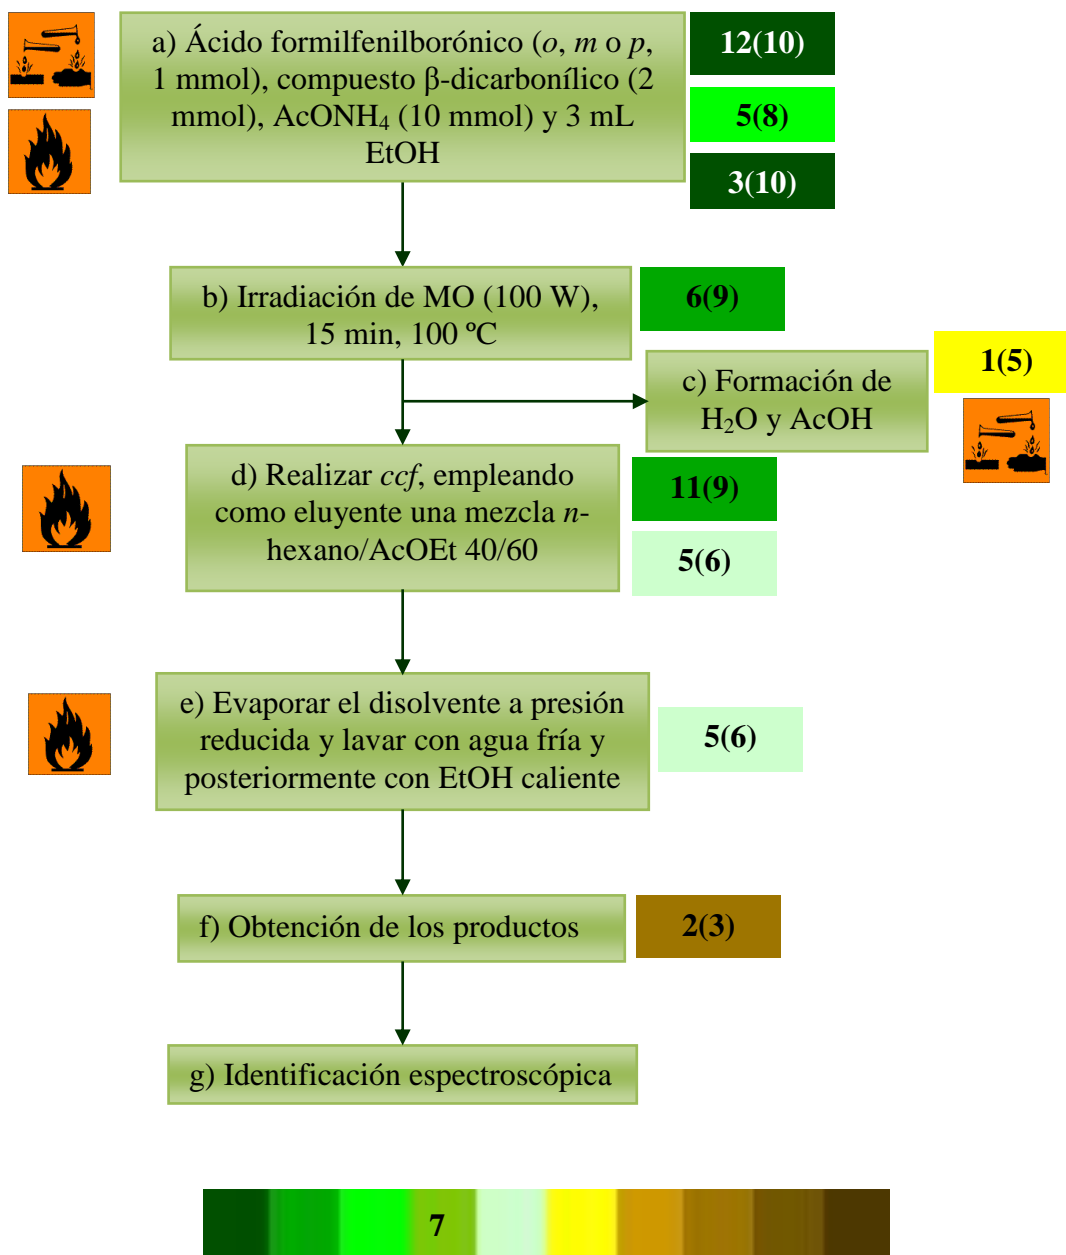 a) Ácido formilfenilborónico (o, m o p,
1 mmol), compuesto β-dicarbonílico (2
mmol), AcONH₄ (10 mmol) y 3 mL
EtOH
12(10)
5(8)
3(10)
b) Irradiación de MO (100 W),
15 min, 100 ºC
6(9)
c) Formación de
H₂O y AcOH
1(5)
d) Realizar ccf, empleando
como eluyente una mezcla n-
hexano/AcOEt 40/60
11(9)
5(6)
e) Evaporar el disolvente a presión
reducida y lavar con agua fría y
posteriormente con EtOH caliente
5(6)
f) Obtención de los productos
2(3)
g) Identificación espectroscópica
7